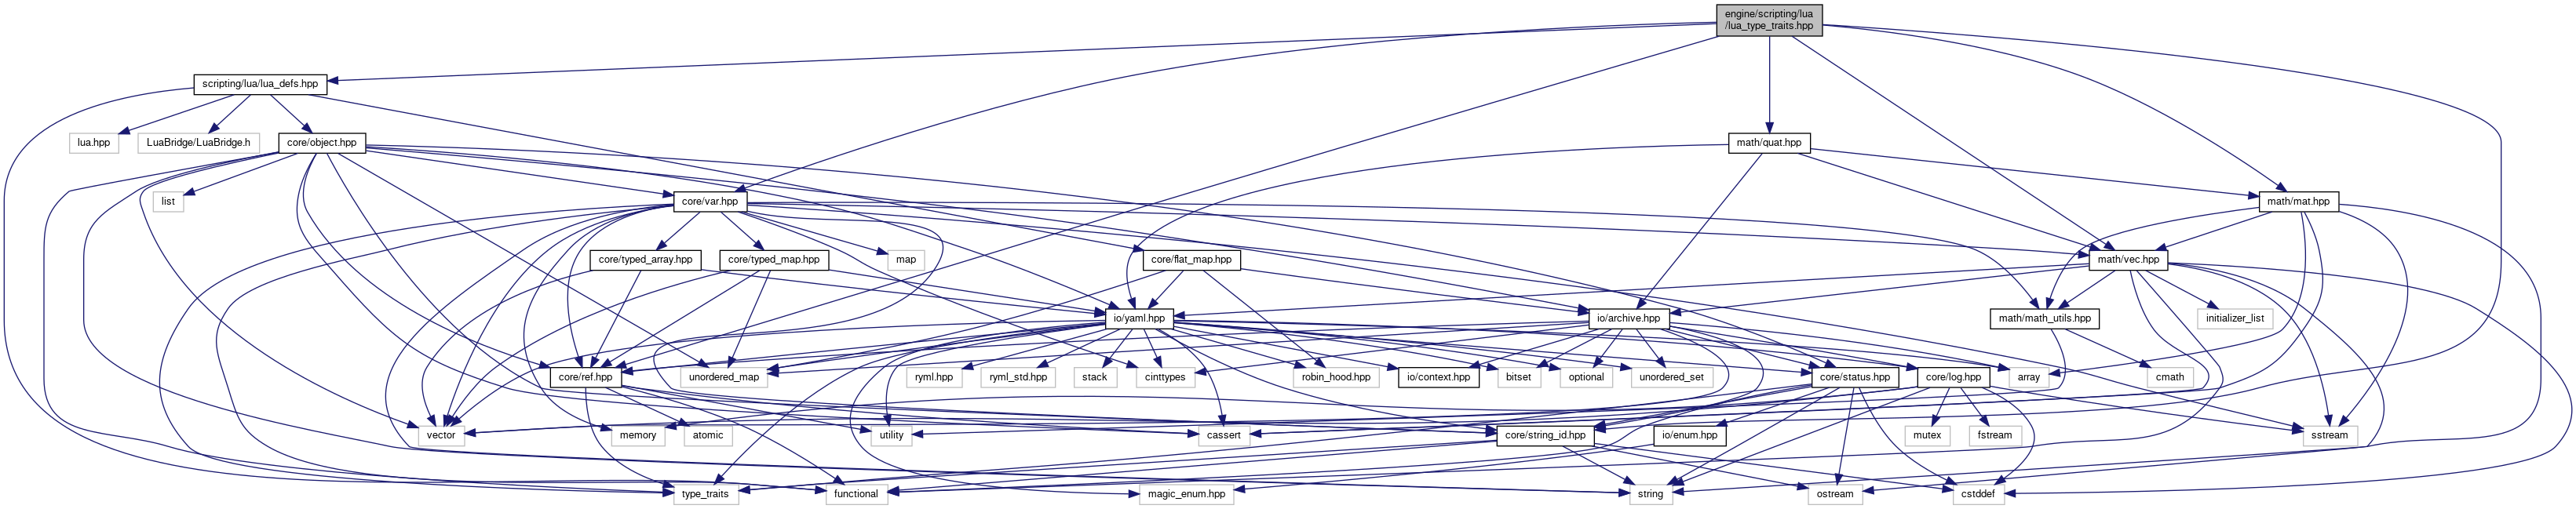 engine/scripting/lua
/lua_type_traits.hpp
scripting/lua/lua_defs.hpp
lua.hpp
LuaBridge/LuaBridge.h
core/object.hpp
math/quat.hpp
list
core/var.hpp
math/mat.hpp
core/typed_array.hpp
core/typed_map.hpp
map
core/flat_map.hpp
math/vec.hpp
io/yaml.hpp
io/archive.hpp
math/math_utils.hpp
initializer_list
core/ref.hpp
unordered_map
ryml.hpp
ryml_std.hpp
stack
cinttypes
robin_hood.hpp
io/context.hpp
bitset
optional
unordered_set
core/status.hpp
core/log.hpp
array
cmath
vector
memory
atomic
utility
cassert
core/string_id.hpp
io/enum.hpp
mutex
fstream
sstream
type_traits
functional
magic_enum.hpp
string
ostream
cstddef